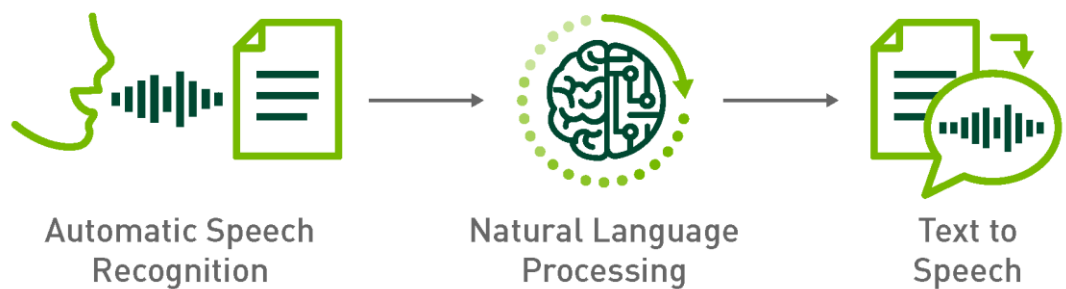 Automatic Speech
Recognition
Natural Language
Processing
Text to
Speech